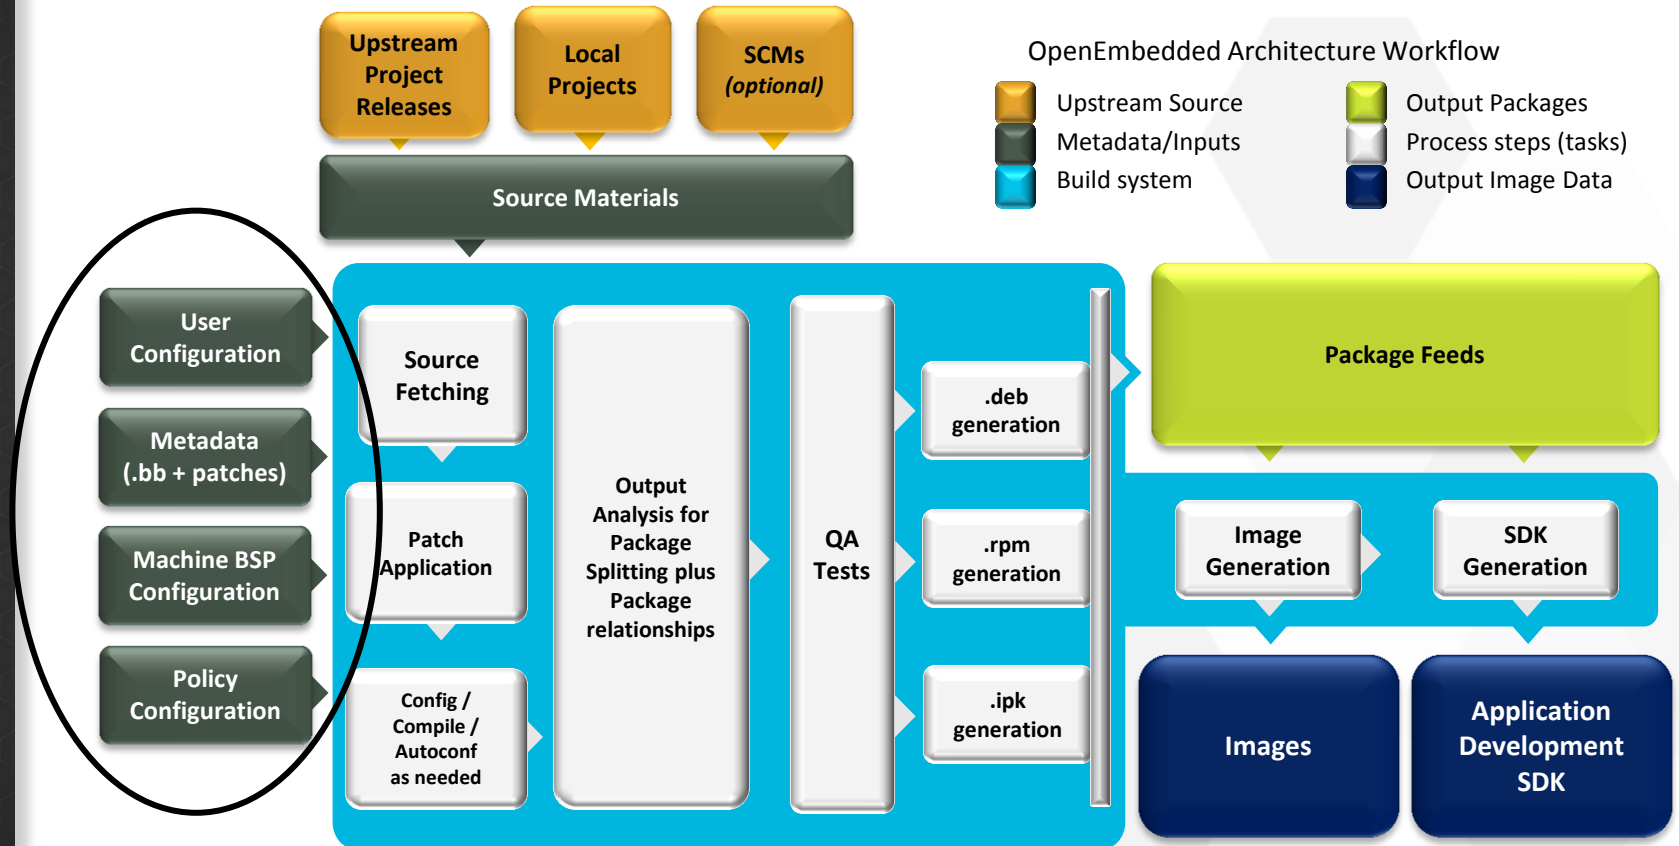 Upstream
Project
Releases
Local
Projects
SCMs
(optional)
OpenEmbedded Architecture Workflow
Upstream Source
Metadata/Inputs
Build system
Output Packages
Process steps (tasks)
Output Image Data
Source Materials
User
Configuration
Metadata
(.bb + patches)
Machine BSP
Configuration
Policy
Configuration
Source
Fetching
Patch
Application
Config /
Compile /
Autoconf
as needed
Output
Analysis for
Package
Splitting plus
Package
relationships
QA
Tests
.deb
generation
.rpm
generation
.ipk
generation
Package Feeds
Image
Generation
SDK
Generation
Images
Application
Development
SDK